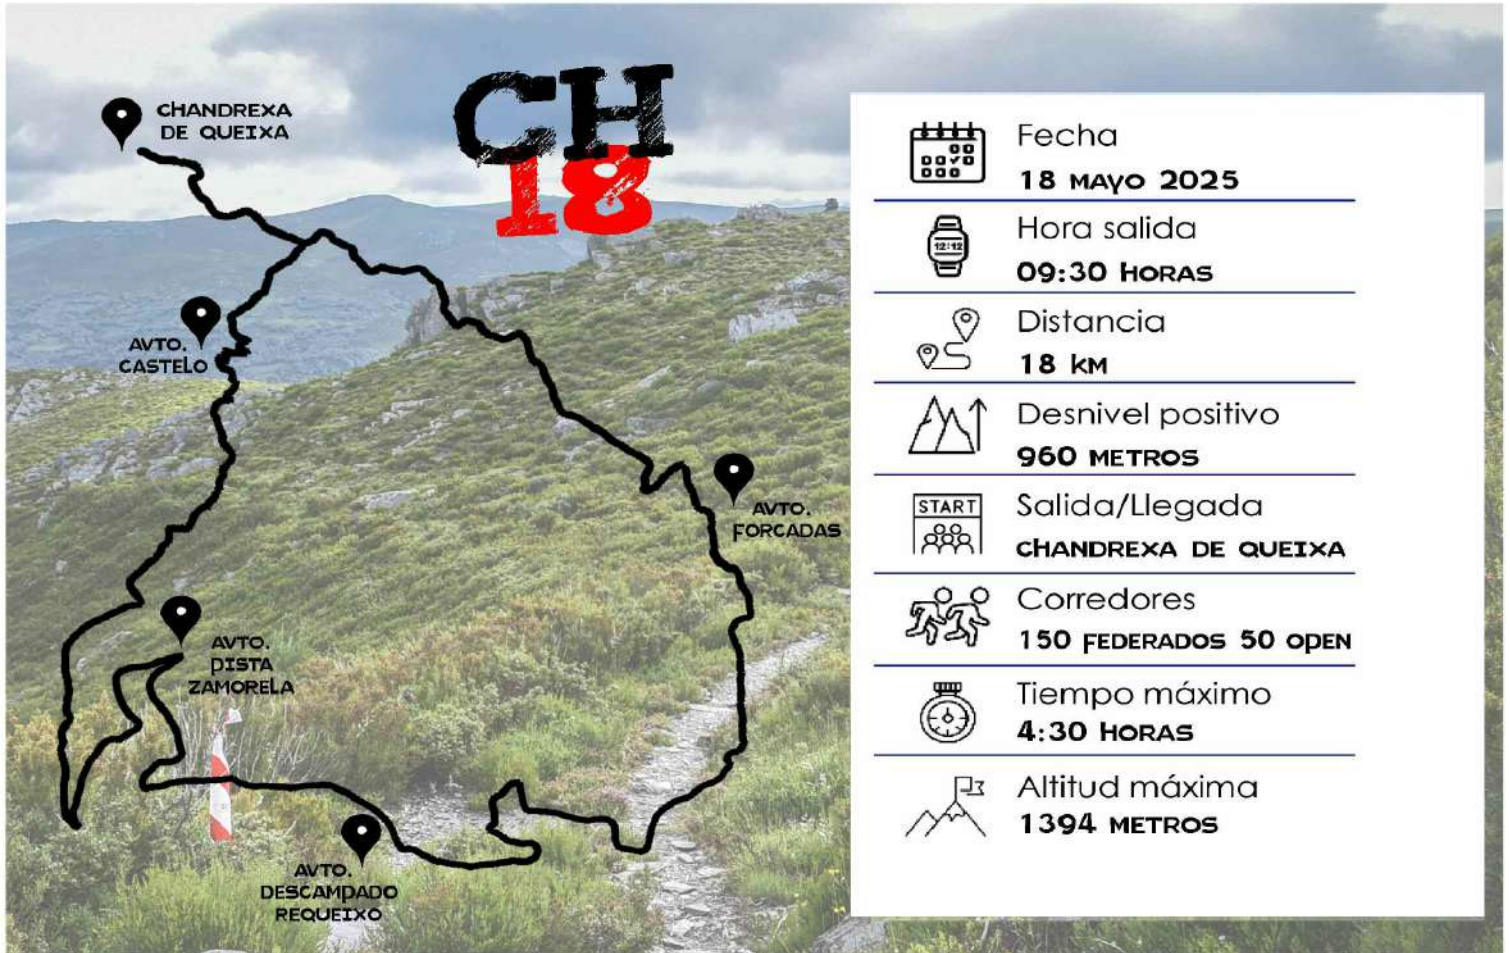 CHANDREXA
DE QUEIXA
CH
18
AVTO.
CASTELO
AVTO.
FORCADAS
AVTO.
PISTA
ZAMORELA
AVTO.
DESCAMPADO
REQUEIXO
Fecha
18 MAYO 2025
Hora salida
12:12
09:30 HORAS
Distancia
18 KM
Desnivel positivo
960 METROS
START
Salida/Llegada
CHANDREXA DE QUEIXA
Corredores
150 FEDERADOS 50 OPEN
Tiempo máximo
4:30 HORAS
Altitud máxima
1394 METROS